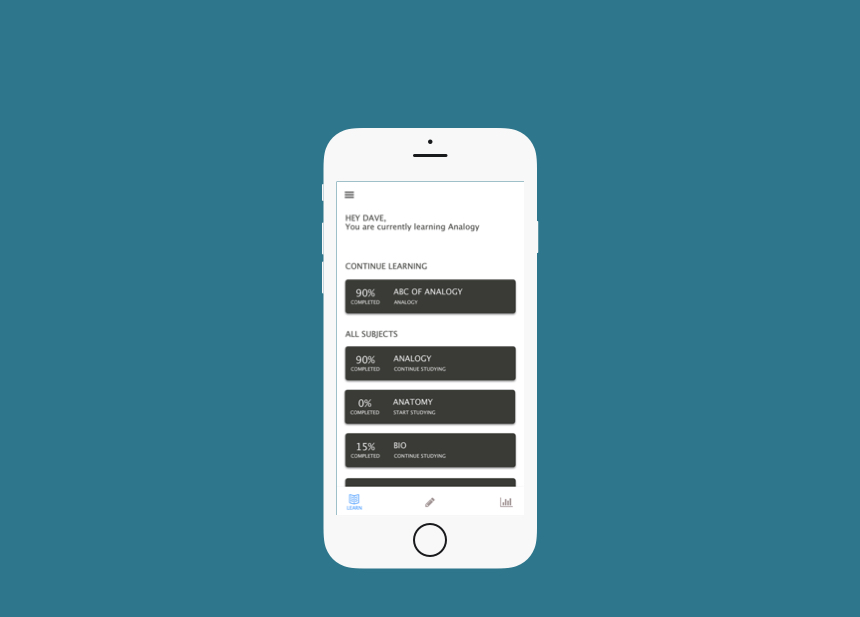 HEY DAVE,
You are currently learning Analogy
CONTINUE LEARNING
90%
COMPLETED
ABC OF ANALOGY
ANALOGY
ALL SUBJECTS
90%
COMPLETED
ANALOGY
CONTINUE STUDYING
0%
COMPLETED
ANATOMY
START STUDYING
15%
COMPLETED
BIO
CONTINUE STUDYING
LEARN